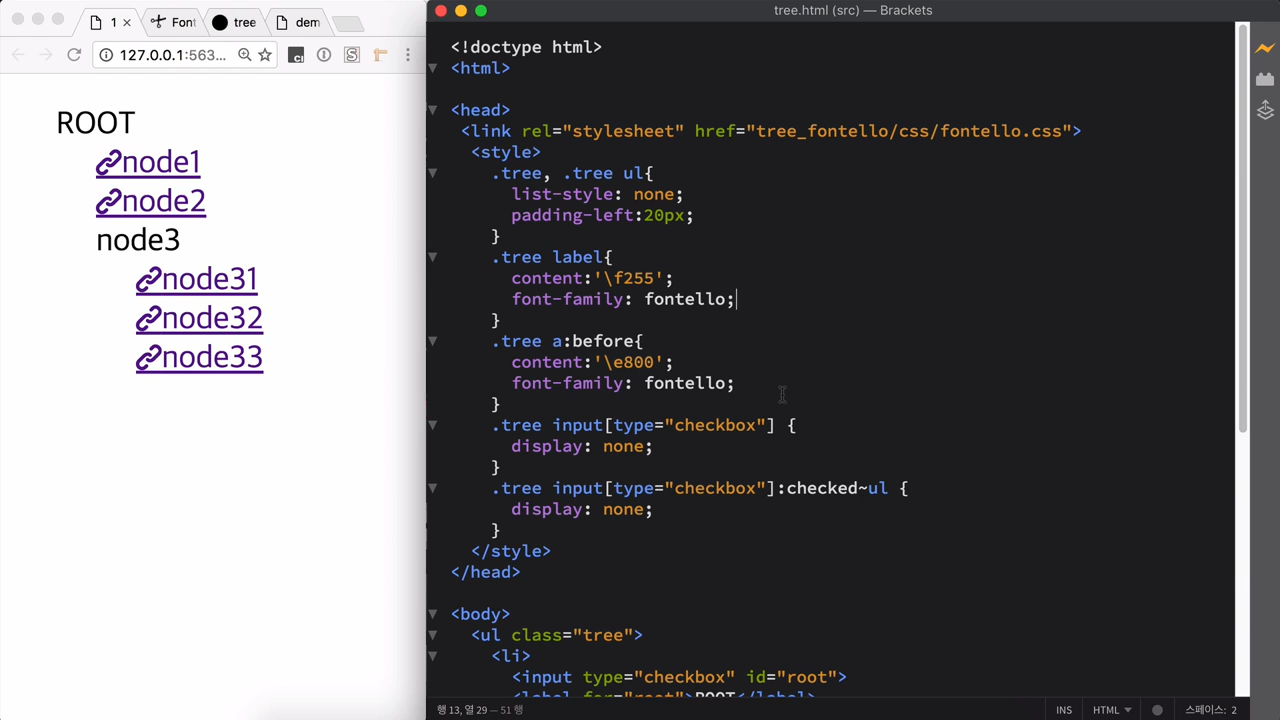 1
Font
tree
dem
127.0.0.1:563...
ROOT
node1
node2
node3
node31
node32
node33
tree.html (src) — Brackets
<!doctype html>
<html>
<head>
<link rel="stylesheet" href="tree_fontello/css/fontello.css">
<style>
.tree, .tree ul{
list-style: none;
padding-left:20px;
}
.tree label{
content:'\f255';
font-family: fontello;
}
.tree a:before{
content:'\e800';
font-family: fontello;
}
.tree input[type="checkbox"] {
display: none;
}
.tree input[type="checkbox"]:checked~ul {
display: none;
}
</style>
</head>
<body>
<ul class="tree">
<li>
<input type="checkbox" id="root">
<label for="root">ROOT</label>
행 13, 열 29 — 51 행
INS
HTML
스페이스: 2